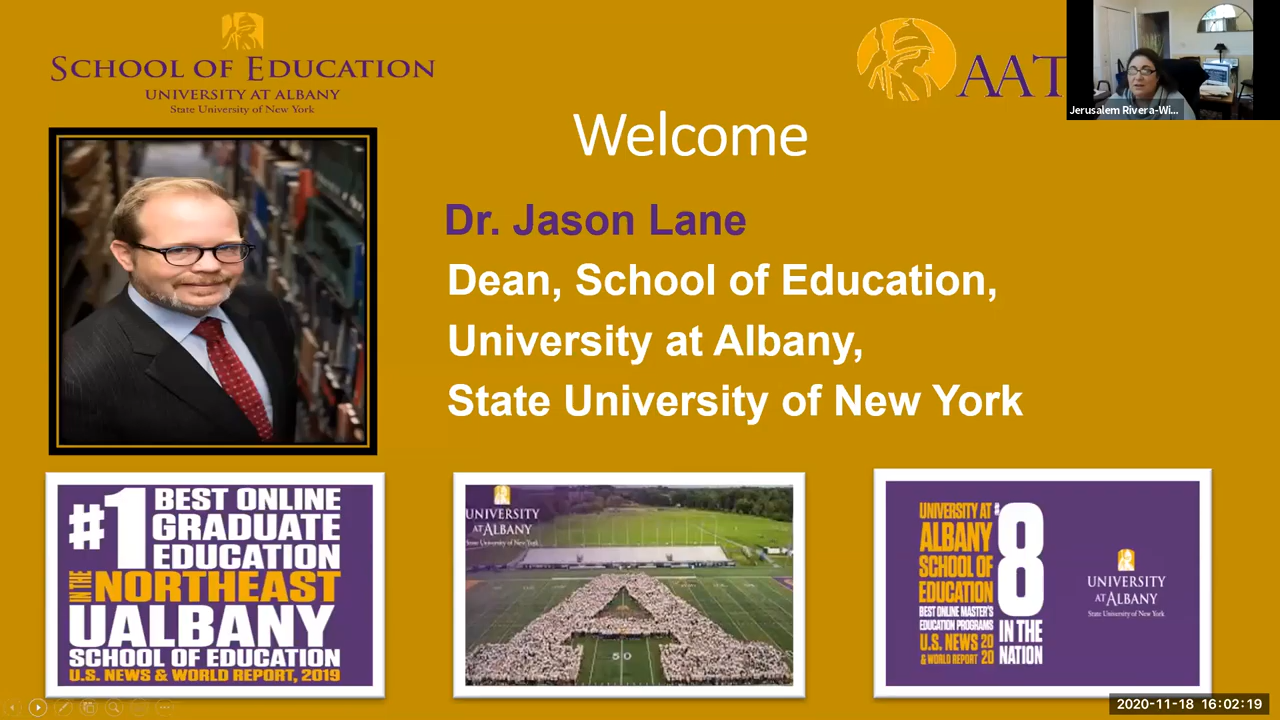 SCHOOL OF EDUCATION
UNIVERSITY AT ALBANY
State University of New York
AAT
Jerusalem Rivera-Wi...
Welcome
Dr. Jason Lane
Dean, School of Education,
University at Albany,
State University of New York
#1 BEST ONLINE
GRADUATE
EDUCATION
IN THE NORTHEAST
UALBANY
SCHOOL OF EDUCATION
U.S. NEWS & WORLD REPORT, 2019
UNIVERSITY
AT ALBANY
State University of New York
5 0
UNIVERSITY AT
ALBANY
SCHOOL OF
EDUCATION
BEST ONLINE MASTER'S
EDUCATION PROGRAMS
U.S. NEWS
& WORLD REPORT
2020
#8
IN THE
NATION
UNIVERSITY
AT ALBANY
State University of New York
2020-11-18 16:02:19